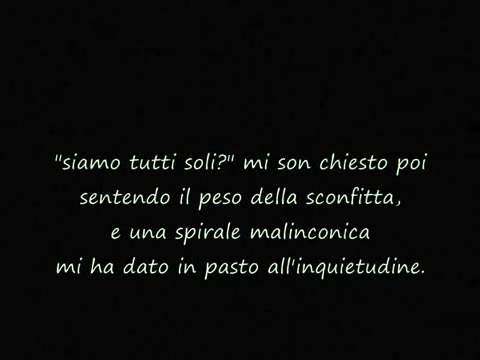 "siamo tutti soli?" mi son chiesto poi
sentendo il peso della sconfitta,
e una spirale malinconica
mi ha dato in pasto all'inquietudine.